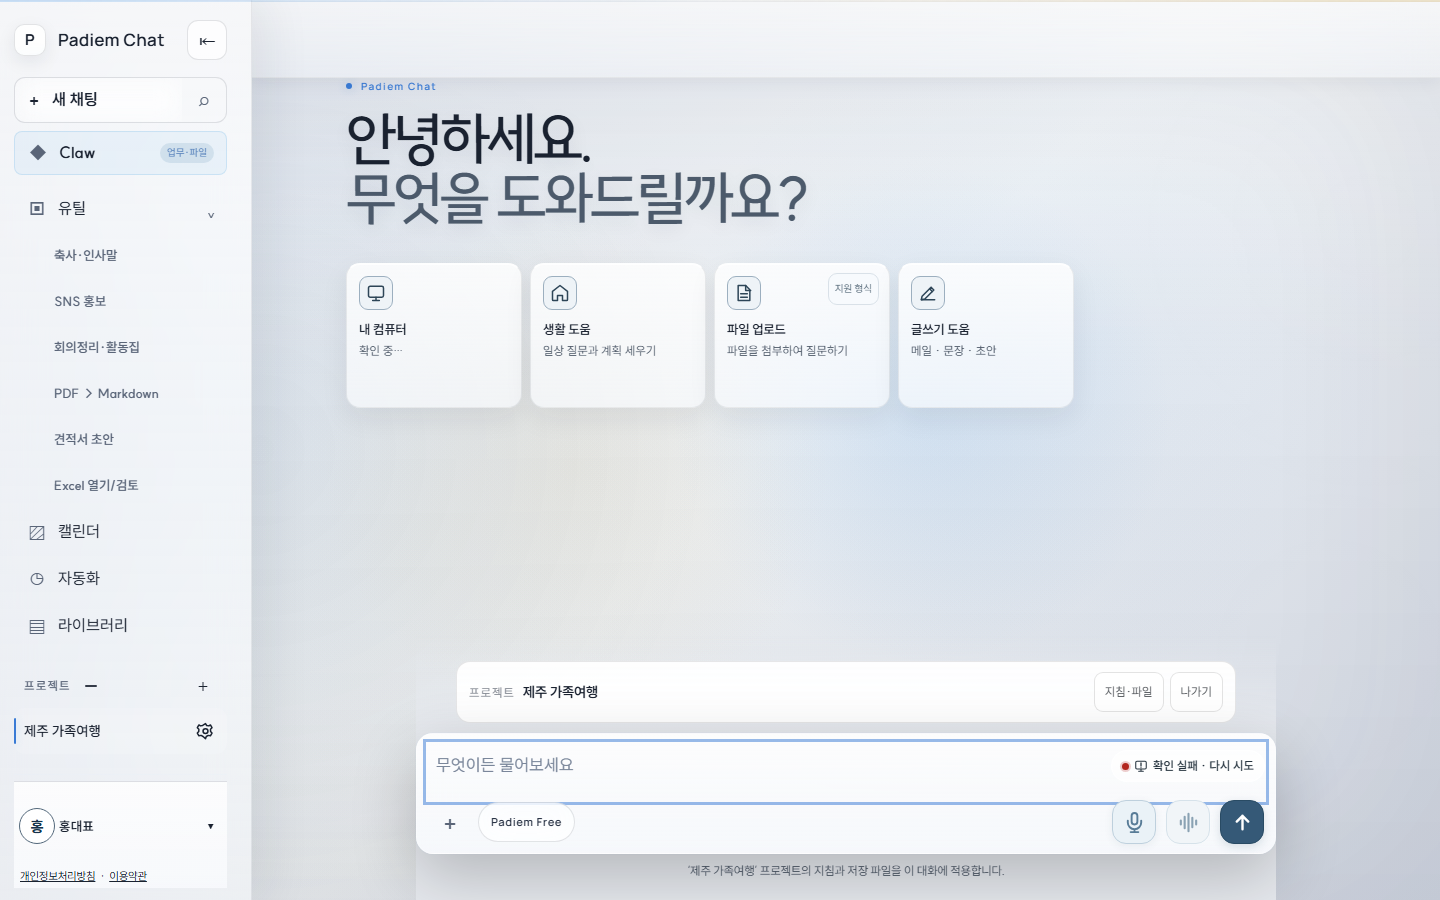 P Padiem Chat
+ 새 채팅
Claw 업무·파일
유틸
축사·인사말
SNS 홍보
회의정리·활동집
PDF > Markdown
견적서 초안
Excel 열기/검토
캘린더
자동화
라이브러리
프로젝트 — +
제주 가족여행
홍 홍대표
개인정보처리방침 · 이용약관
Padiem Chat
안녕하세요.
무엇을 도와드릴까요?
내 컴퓨터
확인 중…
생활 도움
일상 질문과 계획 세우기
지원 형식
파일 업로드
파일을 첨부하여 질문하기
글쓰기 도움
메일 · 문장 · 초안
프로젝트 제주 가족여행 지침·파일 나가기
무엇이든 물어보세요
확인 실패 · 다시 시도
+ Padiem Free
'제주 가족여행' 프로젝트의 지침과 저장 파일을 이 대화에 적용합니다.